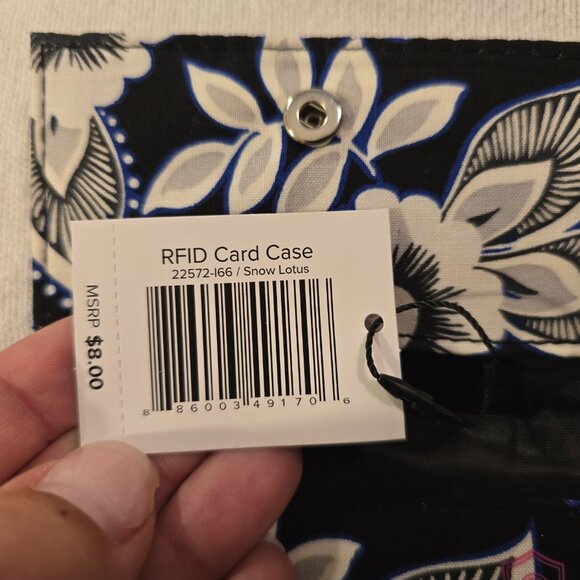 RFID Card Case
22572-I66 / Snow Lotus
MSRP $8.00
8 86003 49170 6